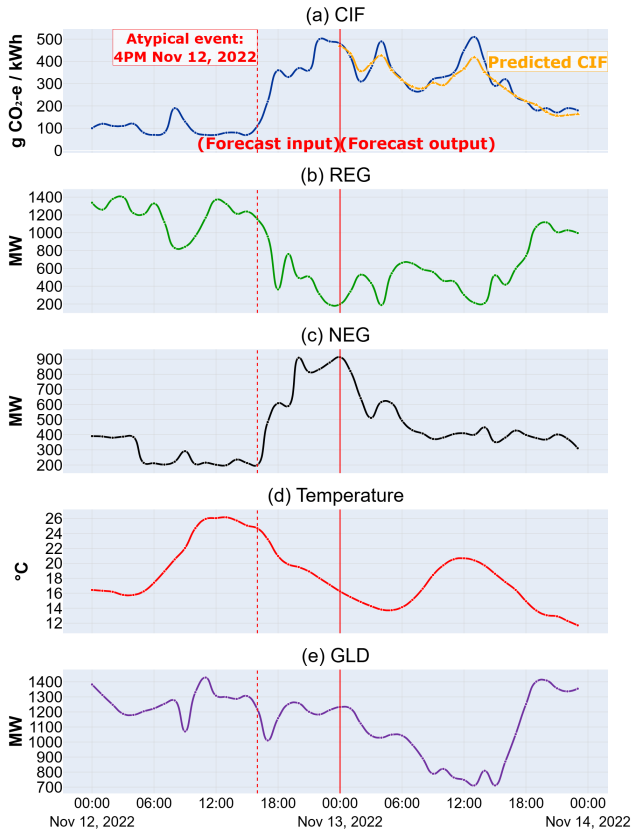 (a) CIF
g CO₂-e / kWh
500
400
300
200
100
0
Atypical event:
4PM Nov 12, 2022
Predicted CIF
(Forecast input)
(Forecast output)
(b) REG
MW
1400
1200
1000
800
600
400
200
(c) NEG
MW
900
800
700
600
500
400
300
200
(d) Temperature
°C
26
24
22
20
18
16
14
12
(e) GLD
MW
1400
1300
1200
1100
1000
900
800
700
00:00 06:00 12:00 18:00 00:00 06:00 12:00 18:00 00:00
Nov 12, 2022 Nov 13, 2022 Nov 14, 2022